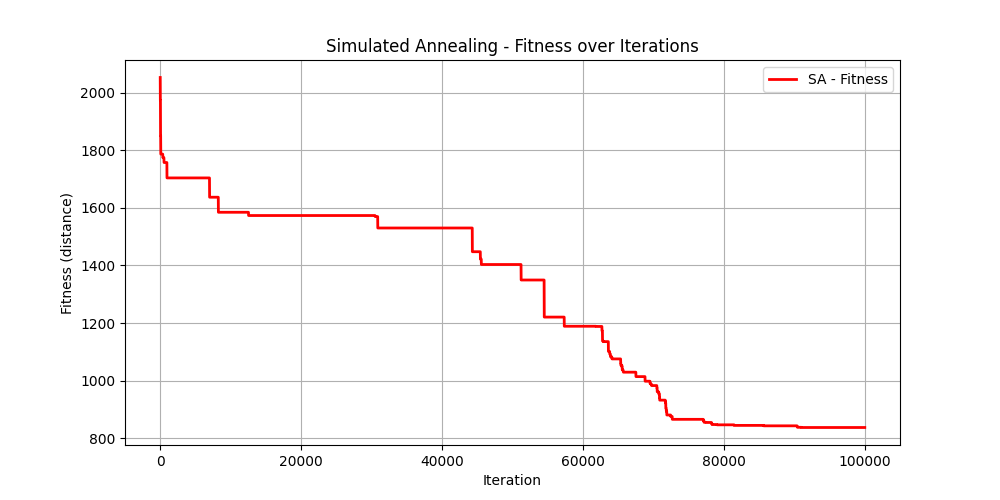 Simulated Annealing - Fitness over Iterations
SA - Fitness
2000
1800
1600
1400
1200
1000
800
Fitness (distance)
0 20000 40000 60000 80000 100000
Iteration